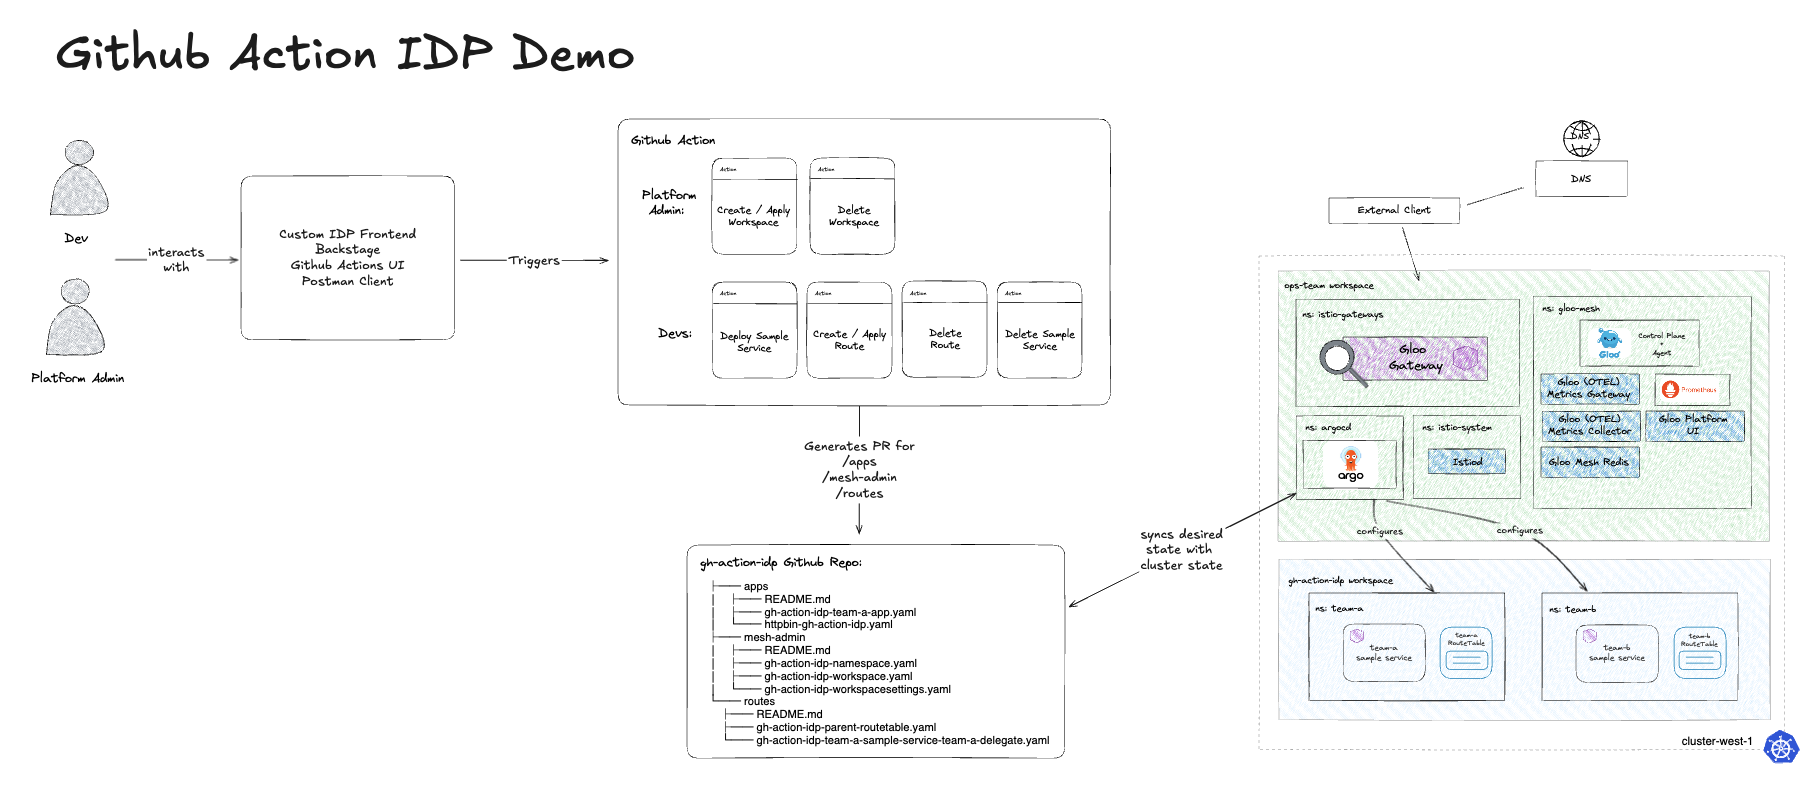 Github Action IDP Demo
Dev
Platform Admin
interacts
with
Custom IDP Frontend
Backstage
Github Actions UI
Postman Client
Triggers
Github Action
Platform
Admin:
Action
Create / Apply
Workspace
Action
Delete
Workspace
Devs:
Action
Deploy Sample
Service
Action
Create / Apply
Route
Action
Delete
Route
Action
Delete Sample
Service
Generates PR for
/apps
/mesh-admin
/routes
gh-action-idp Github Repo:
apps
README.md
gh-action-idp-team-a-app.yaml
httpbin-gh-action-idp.yaml
mesh-admin
README.md
gh-action-idp-namespace.yaml
gh-action-idp-workspace.yaml
gh-action-idp-workspacesettings.yaml
routes
README.md
gh-action-idp-parent-routetable.yaml
gh-action-idp-team-a-sample-service-team-a-delegate.yaml
syncs desired
state with
cluster state
DNS
DNS
External Client
ops-team workspace
ns: istio-gateways
Gloo
Gateway
ns: gloo-mesh
Gloo
Control Plane
+
Agent
Gloo (OTEL)
Metrics Gateway
Prometheus
Gloo (OTEL)
Metrics Collector
Gloo Platform
UI
Gloo Mesh Redis
ns: argocd
argo
ns: istio-system
Istiod
configures
configures
gh-action-idp workspace
ns: team-a
team-a
sample service
team-a
RouteTable
ns: team-b
team-b
sample service
team-b
RouteTable
cluster-west-1